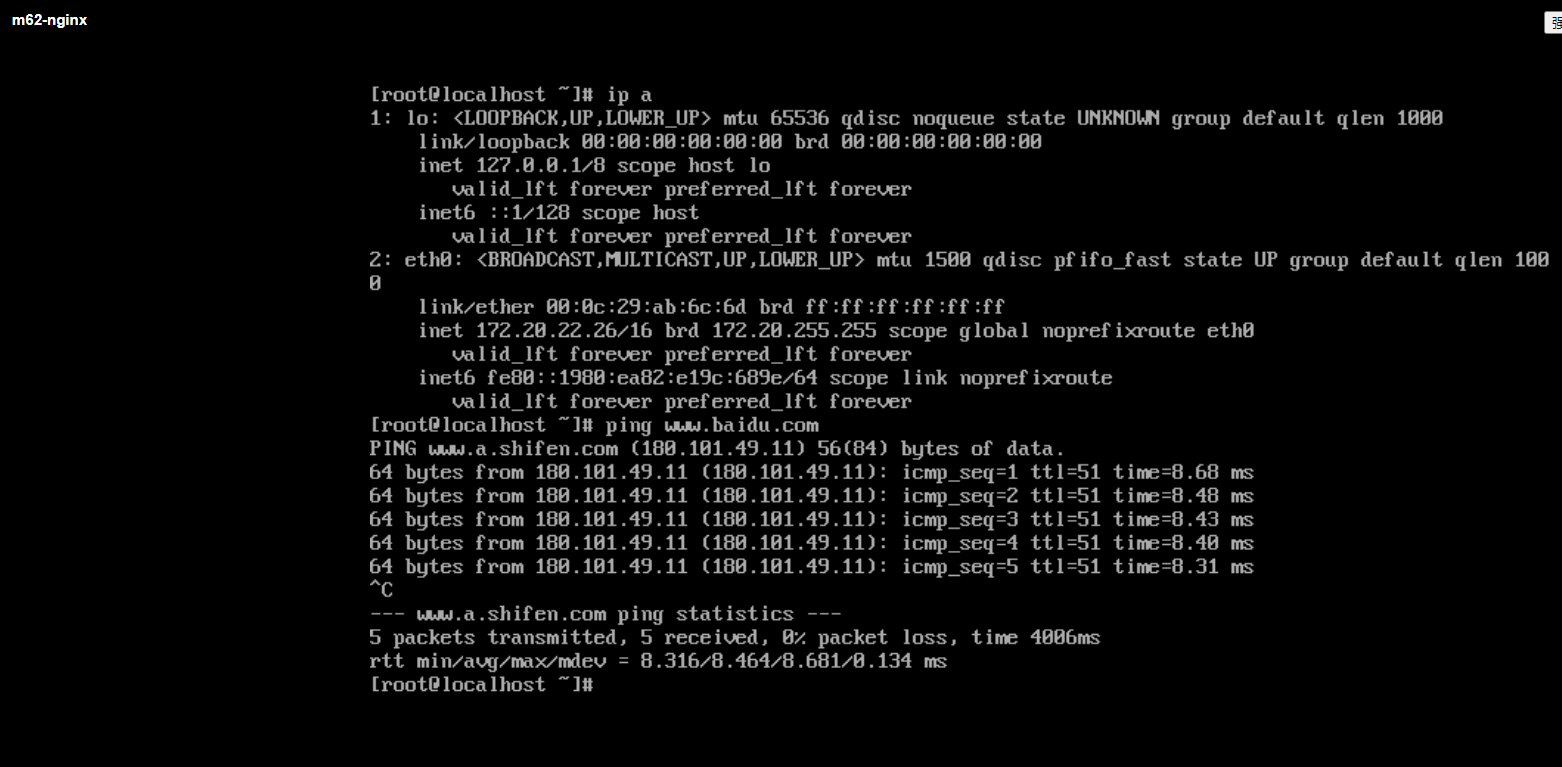 m62-nginx
强
[root@localhost ~]# ip a
1: lo: <LOOPBACK,UP,LOWER_UP> mtu 65536 qdisc noqueue state UNKNOWN group default qlen 1000
link/loopback 00:00:00:00:00:00 brd 00:00:00:00:00:00
inet 127.0.0.1/8 scope host lo
valid_lft forever preferred_lft forever
inet6 ::1/128 scope host
valid_lft forever preferred_lft forever
2: eth0: <BROADCAST,MULTICAST,UP,LOWER_UP> mtu 1500 qdisc pfifo_fast state UP group default qlen 100
0
link/ether 00:0c:29:ab:6c:6d brd ff:ff:ff:ff:ff:ff
inet 172.20.22.26/16 brd 172.20.255.255 scope global noprefixroute eth0
valid_lft forever preferred_lft forever
inet6 fe80::1980:ea82:e19c:689e/64 scope link noprefixroute
valid_lft forever preferred_lft forever
[root@localhost ~]# ping www.baidu.com
PING www.a.shifen.com (180.101.49.11) 56(84) bytes of data.
64 bytes from 180.101.49.11 (180.101.49.11): icmp_seq=1 ttl=51 time=8.68 ms
64 bytes from 180.101.49.11 (180.101.49.11): icmp_seq=2 ttl=51 time=8.48 ms
64 bytes from 180.101.49.11 (180.101.49.11): icmp_seq=3 ttl=51 time=8.43 ms
64 bytes from 180.101.49.11 (180.101.49.11): icmp_seq=4 ttl=51 time=8.40 ms
64 bytes from 180.101.49.11 (180.101.49.11): icmp_seq=5 ttl=51 time=8.31 ms
^C
--- www.a.shifen.com ping statistics ---
5 packets transmitted, 5 received, 0% packet loss, time 4006ms
rtt min/avg/max/mdev = 8.316/8.464/8.681/0.134 ms
[root@localhost ~]#